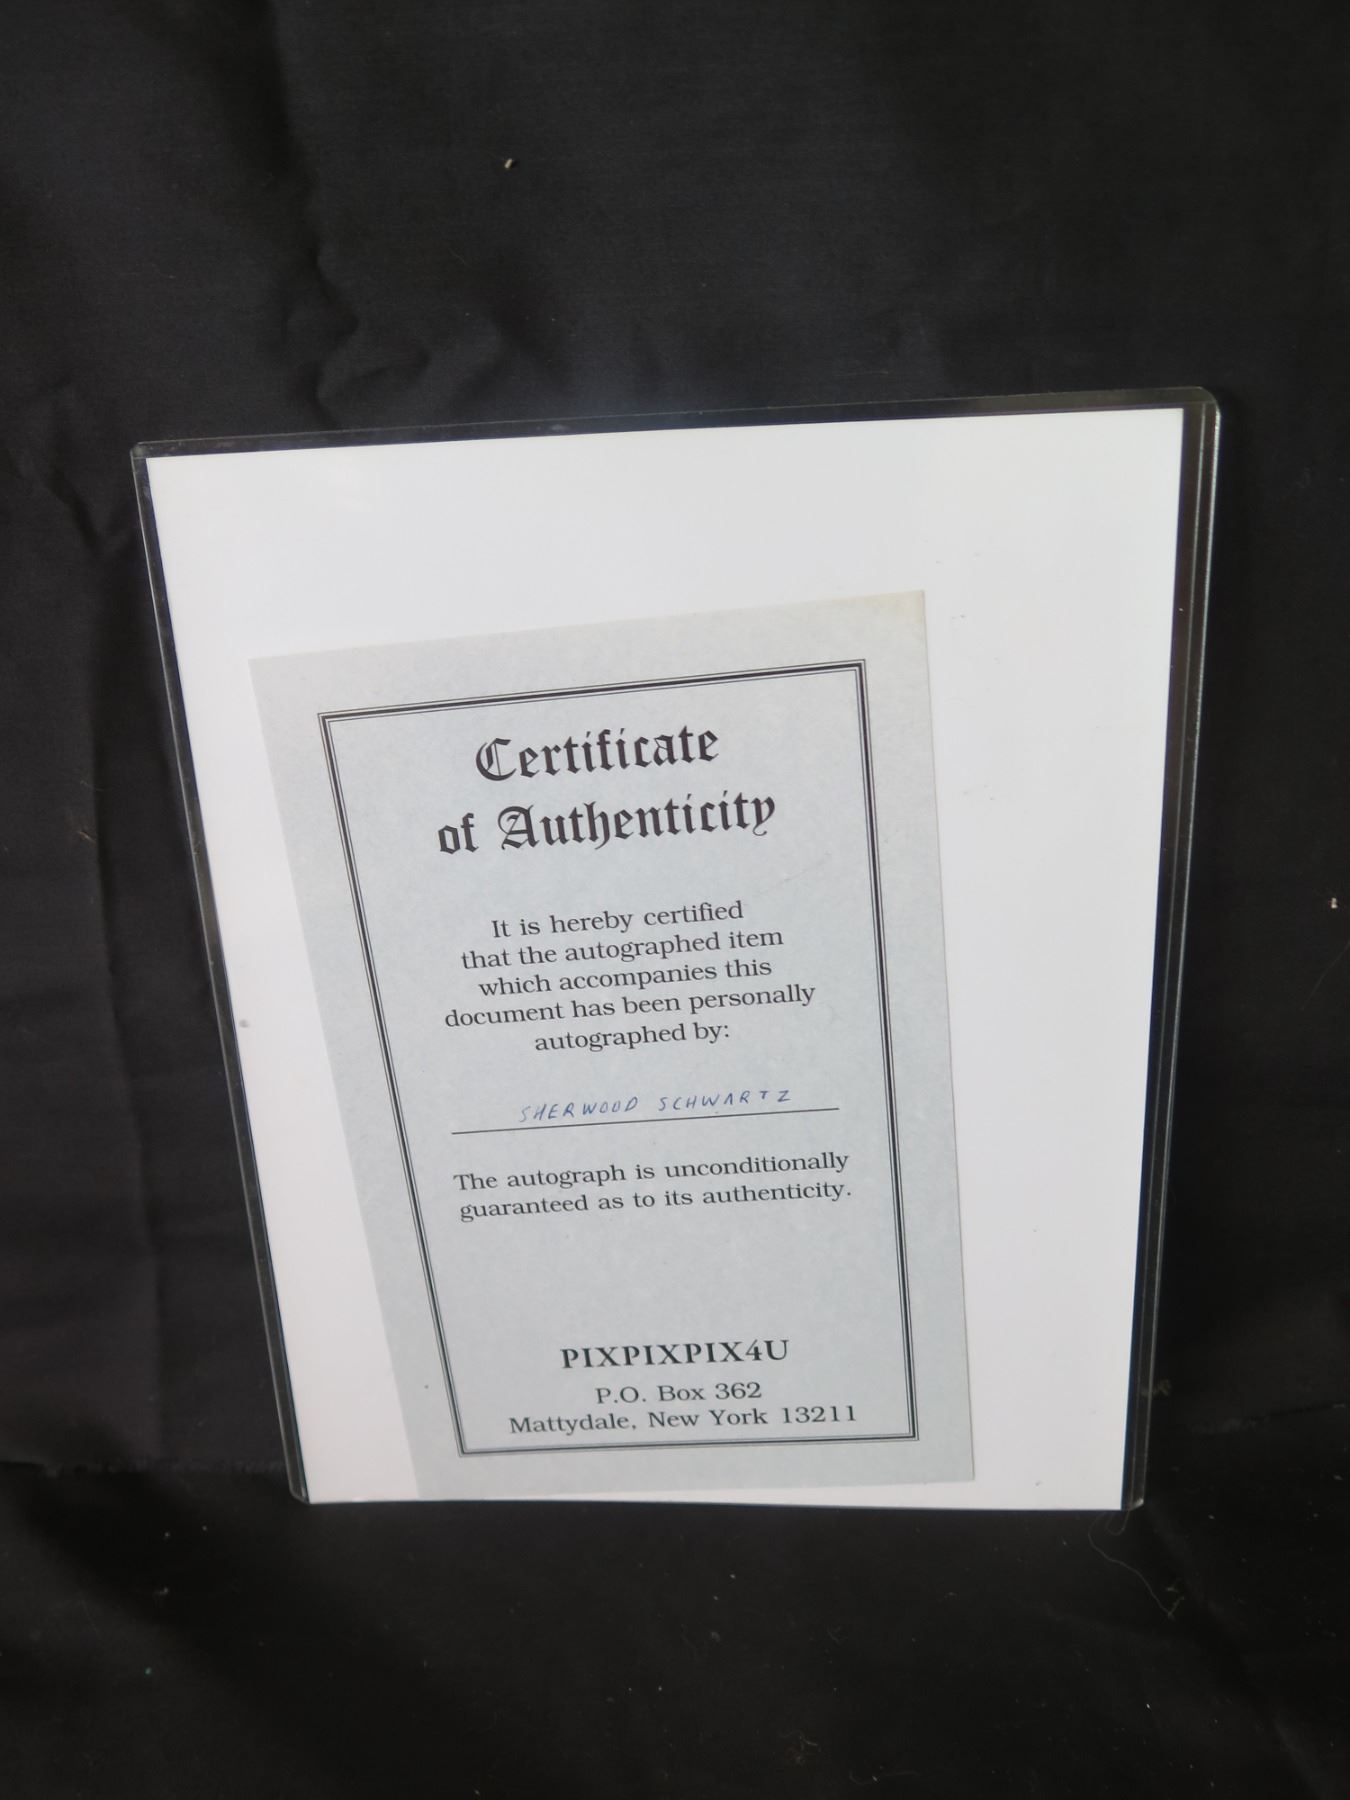 Certificate
of Authenticity
It is hereby certified
that the autographed item
which accompanies this
document has been personally
autographed by:
SHERWOOD SCHWARTZ
The autograph is unconditionally
guaranteed as to its authenticity.
PIXPIXPIX4U
P.O. Box 362
Mattydale, New York 13211